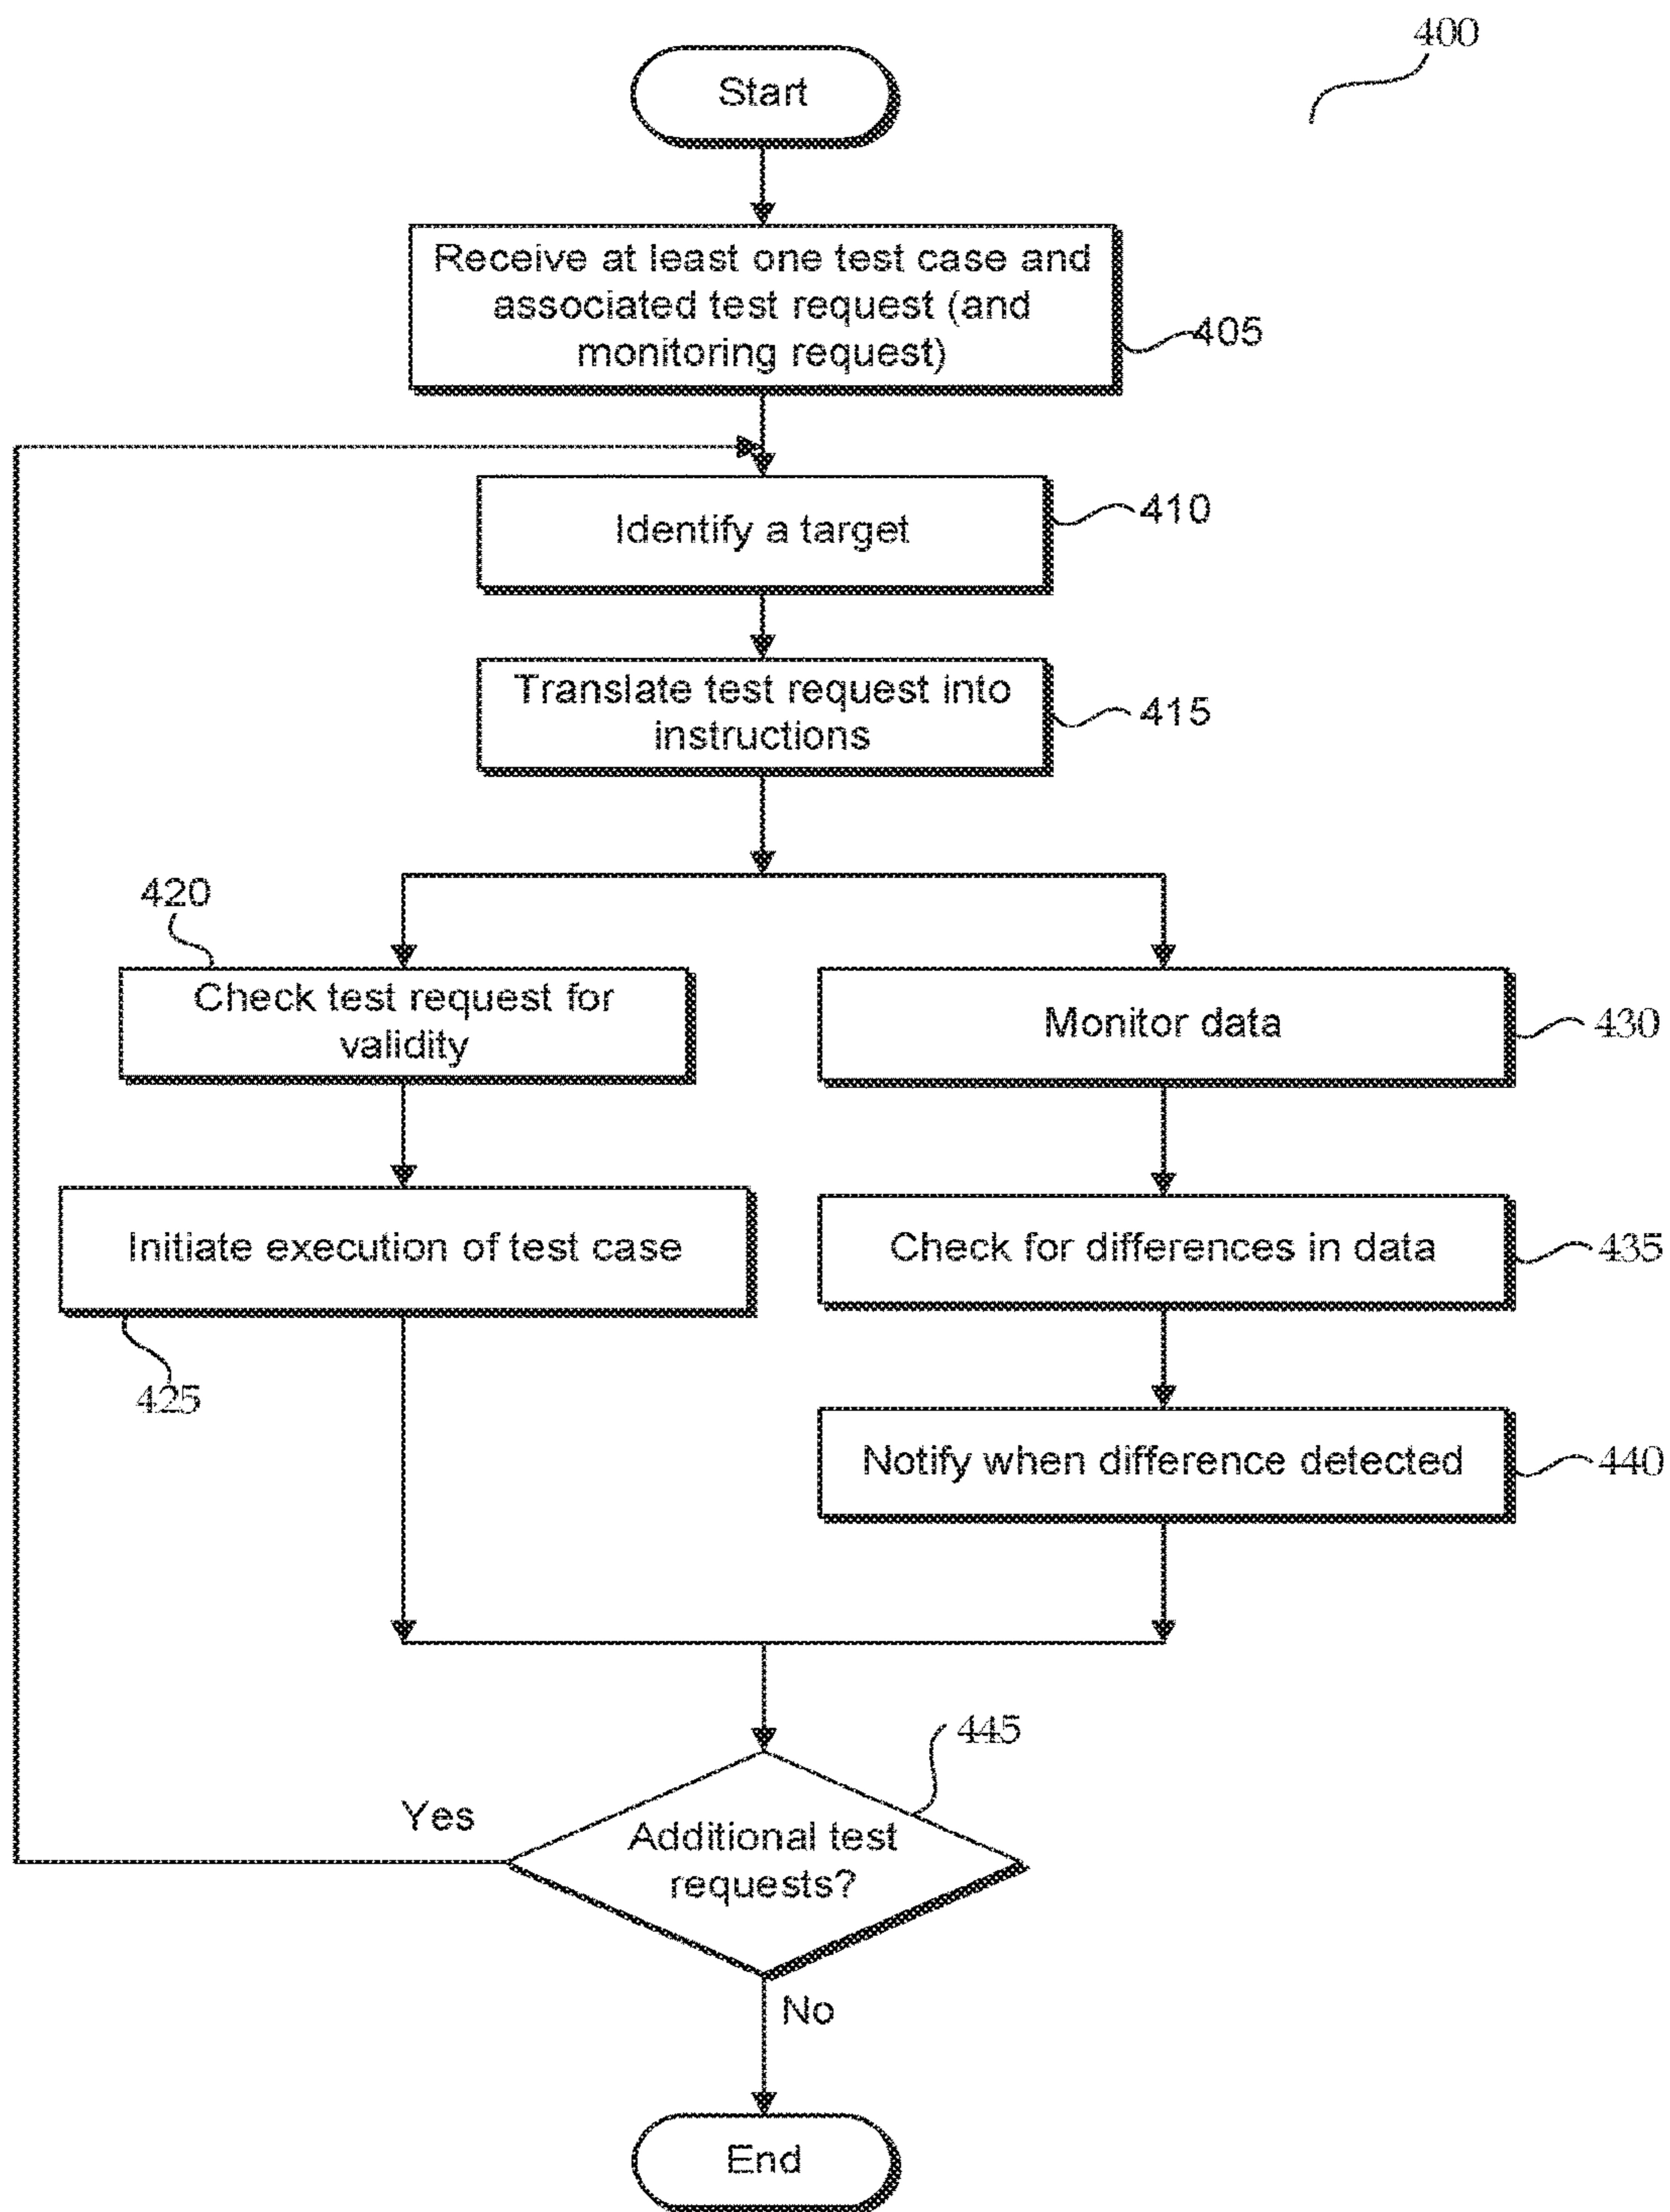 400
Start
Receive at least one test case and
associated test request (and
monitoring request)
405
Identify a target
410
Translate test request into
instructions
415
420
Check test request for
validity
Monitor data
430
Initiate execution of test case
425
Check for differences in data
435
Notify when difference detected
440
445
Additional test
requests?
Yes
No
End